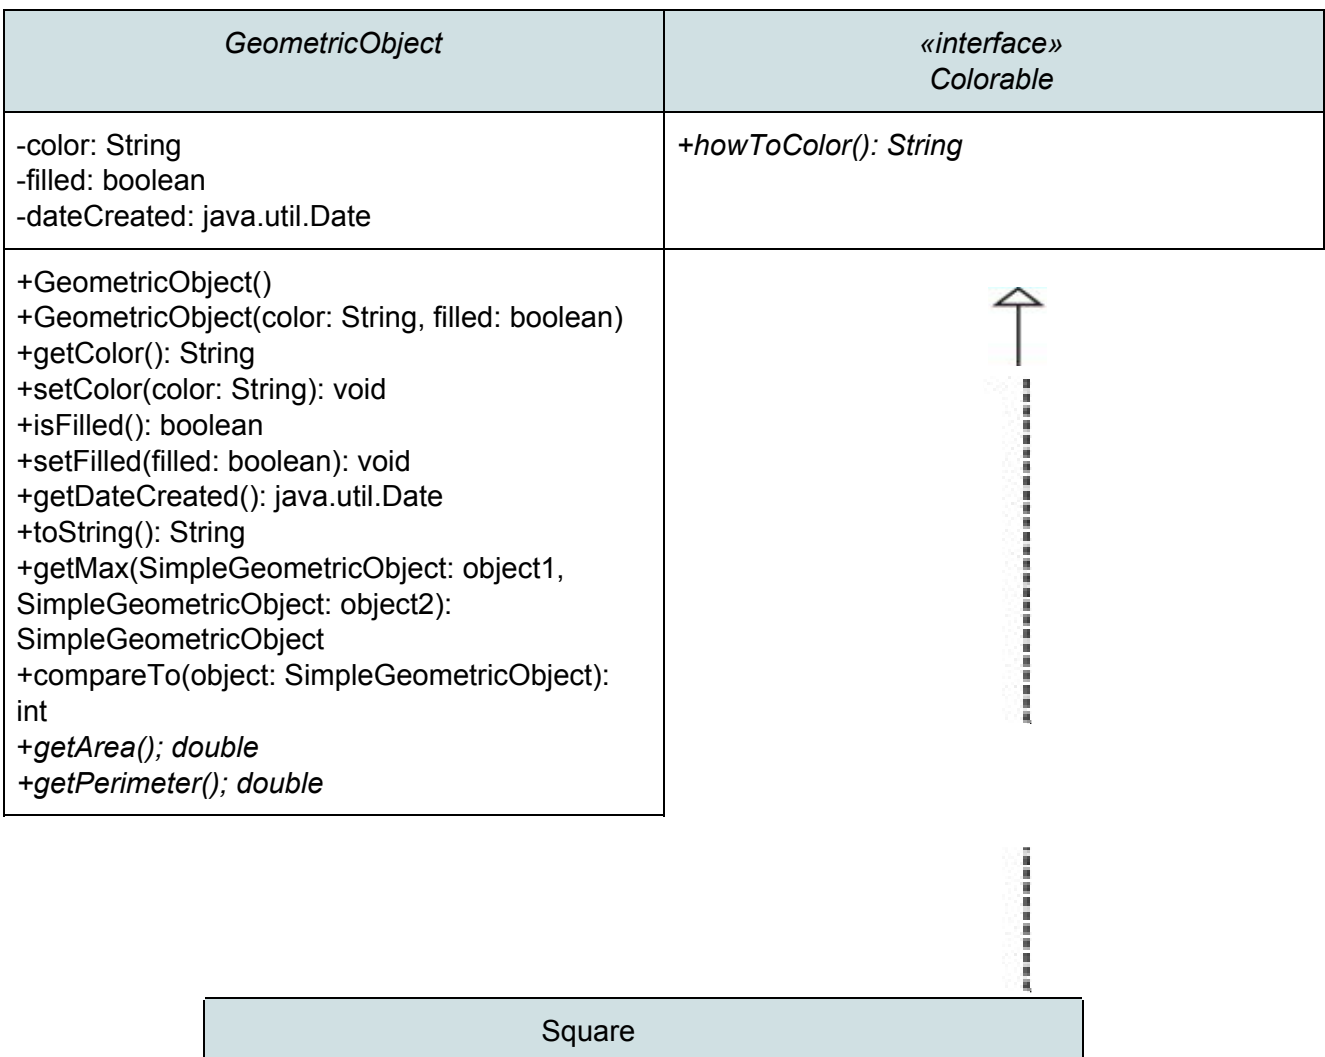 GeometricObject
«interface»
Colorable
-color: String
-filled: boolean
-dateCreated: java.util.Date
+howToColor(): String
+GeometricObject()
+GeometricObject(color: String, filled: boolean)
+getColor(): String
+setColor(color: String): void
+isFilled(): boolean
+setFilled(filled: boolean): void
+getDateCreated(): java.util.Date
+toString(): String
+getMax(SimpleGeometricObject: object1,
SimpleGeometricObject: object2):
SimpleGeometricObject
+compareTo(object: SimpleGeometricObject):
int
+getArea(); double
+getPerimeter(); double
Square